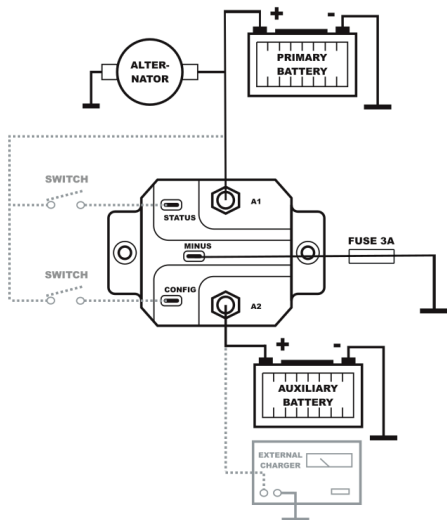 + -
PRIMARY
BATTERY
ALTER-
NATOR
SWITCH
A1
STATUS
MINUS
FUSE 3A
SWITCH
CONFIG
A2
+ -
AUXILIARY
BATTERY
EXTERNAL
CHARGER